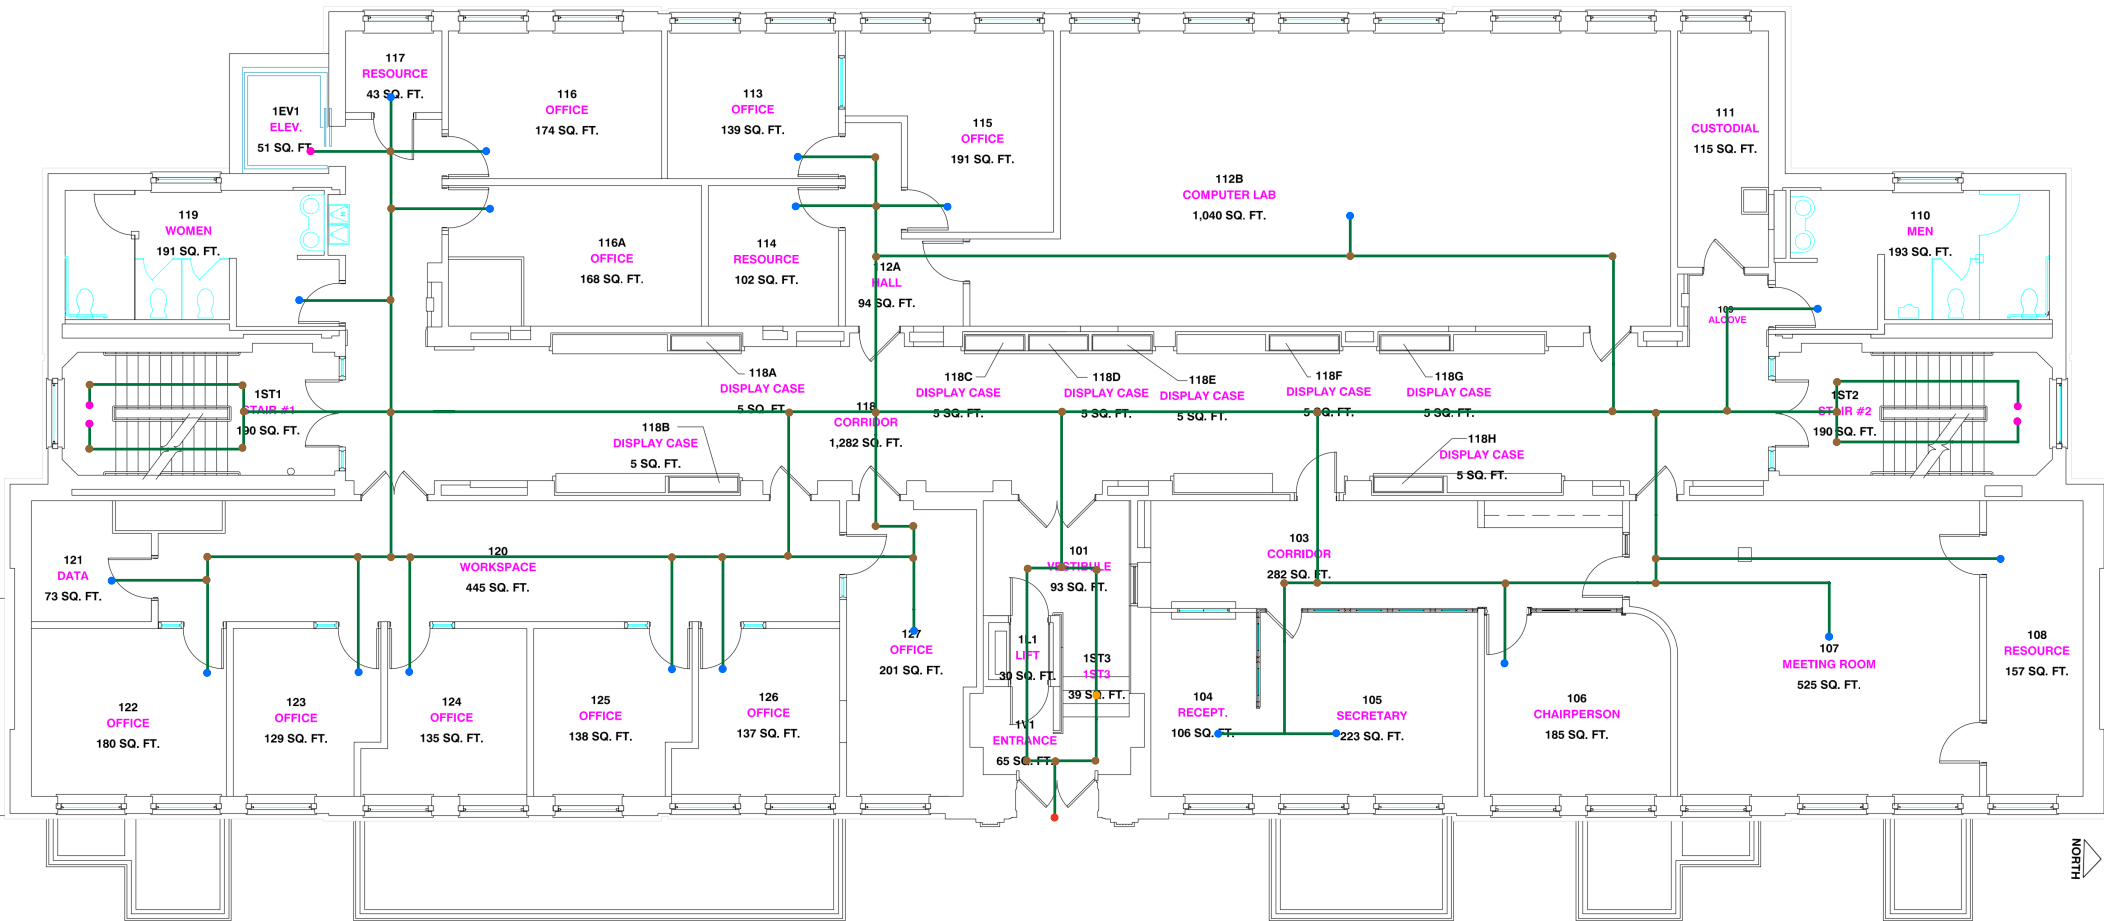 117
RESOURCE
43 SQ. FT.
1EV1
ELEV.
51 SQ. FT.
116
OFFICE
174 SQ. FT.
113
OFFICE
139 SQ. FT.
115
OFFICE
191 SQ. FT.
112B
COMPUTER LAB
1,040 SQ. FT.
111
CUSTODIAL
115 SQ. FT.
119
WOMEN
191 SQ. FT.
116A
OFFICE
168 SQ. FT.
114
RESOURCE
102 SQ. FT.
112A
HALL
94 SQ. FT.
110
MEN
193 SQ. FT.
109
ALCOVE
1ST1
STAIR #1
190 SQ. FT.
118A
DISPLAY CASE
5 SQ. FT.
118B
DISPLAY CASE
5 SQ. FT.
118
CORRIDOR
1,282 SQ. FT.
118C
DISPLAY CASE
5 SQ. FT.
118D
DISPLAY CASE
5 SQ. FT.
118E
DISPLAY CASE
5 SQ. FT.
118F
DISPLAY CASE
5 SQ. FT.
118G
DISPLAY CASE
5 SQ. FT.
118H
DISPLAY CASE
5 SQ. FT.
1ST2
STAIR #2
190 SQ. FT.
121
DATA
73 SQ. FT.
120
WORKSPACE
445 SQ. FT.
101
VESTIBULE
93 SQ. FT.
103
CORRIDOR
282 SQ. FT.
127
OFFICE
201 SQ. FT.
1L1
LIFT
30 SQ. FT.
1ST3
1ST3
39 SQ. FT.
1V1
ENTRANCE
65 SQ. FT.
122
OFFICE
180 SQ. FT.
123
OFFICE
129 SQ. FT.
124
OFFICE
135 SQ. FT.
125
OFFICE
138 SQ. FT.
126
OFFICE
137 SQ. FT.
104
RECEPT.
106 SQ. FT.
105
SECRETARY
223 SQ. FT.
106
CHAIRPERSON
185 SQ. FT.
107
MEETING ROOM
525 SQ. FT.
108
RESOURCE
157 SQ. FT.
NORTH